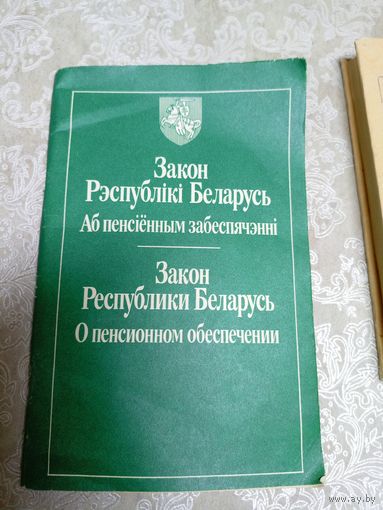 Закон
Рэспублікі Беларусь
Аб пенсіённым забеспячэнні
Закон
Республики Беларусь
О пенсионном обеспечении
www.ay.by